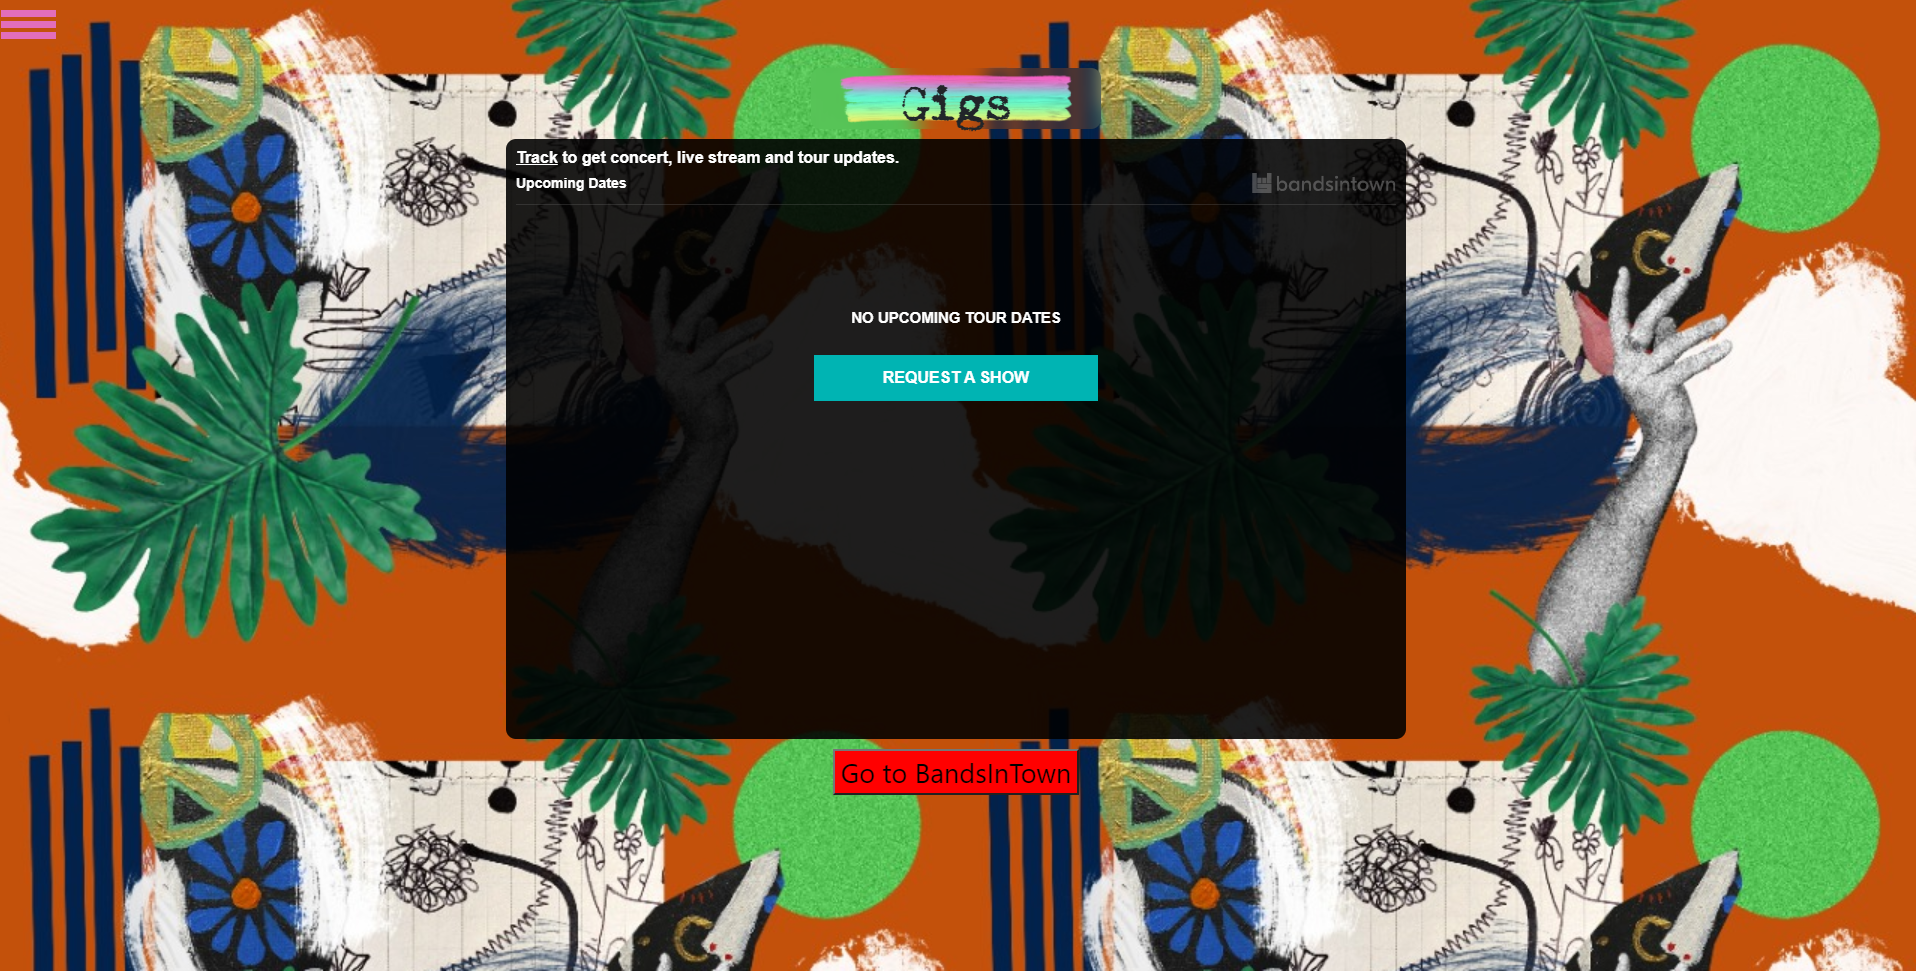 Gigs
Track to get concert, live stream and tour updates.
Upcoming Dates
bandsintown
NO UPCOMING TOUR DATES
REQUEST A SHOW
Go to BandsInTown